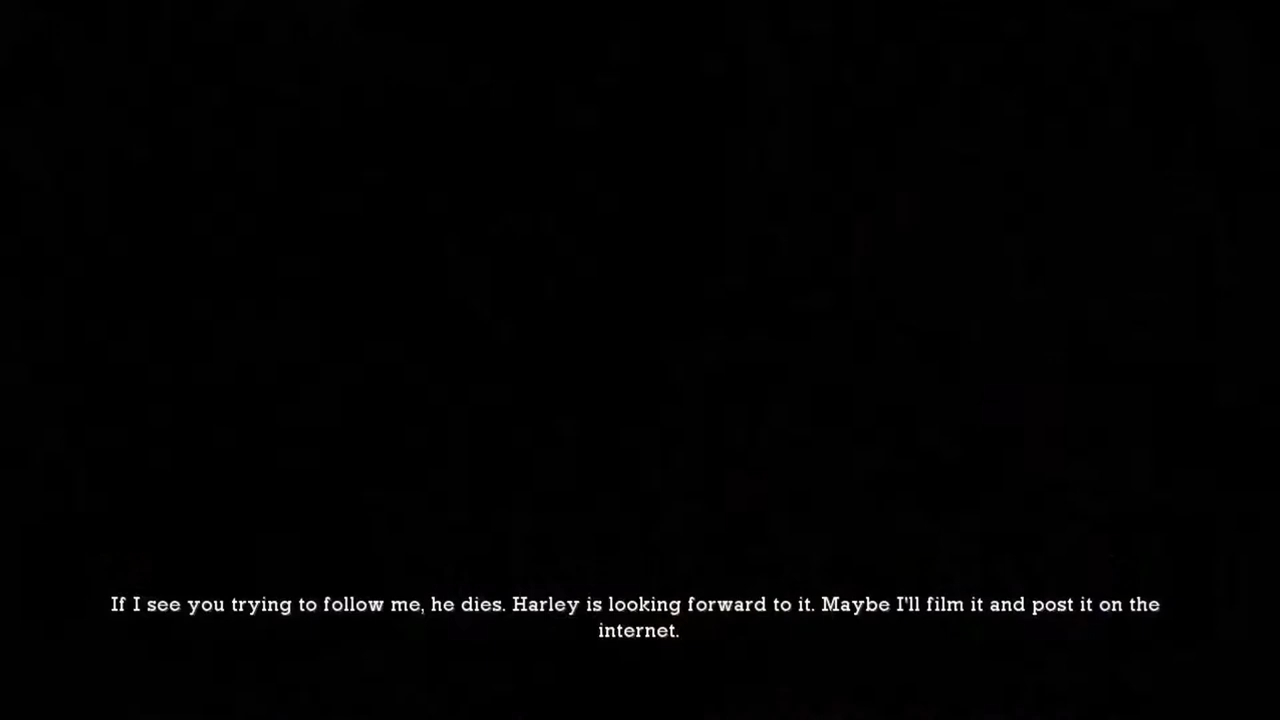 If I see you trying to follow me, he dies. Harley is looking forward to it. Maybe I'll film it and post it on the
internet.